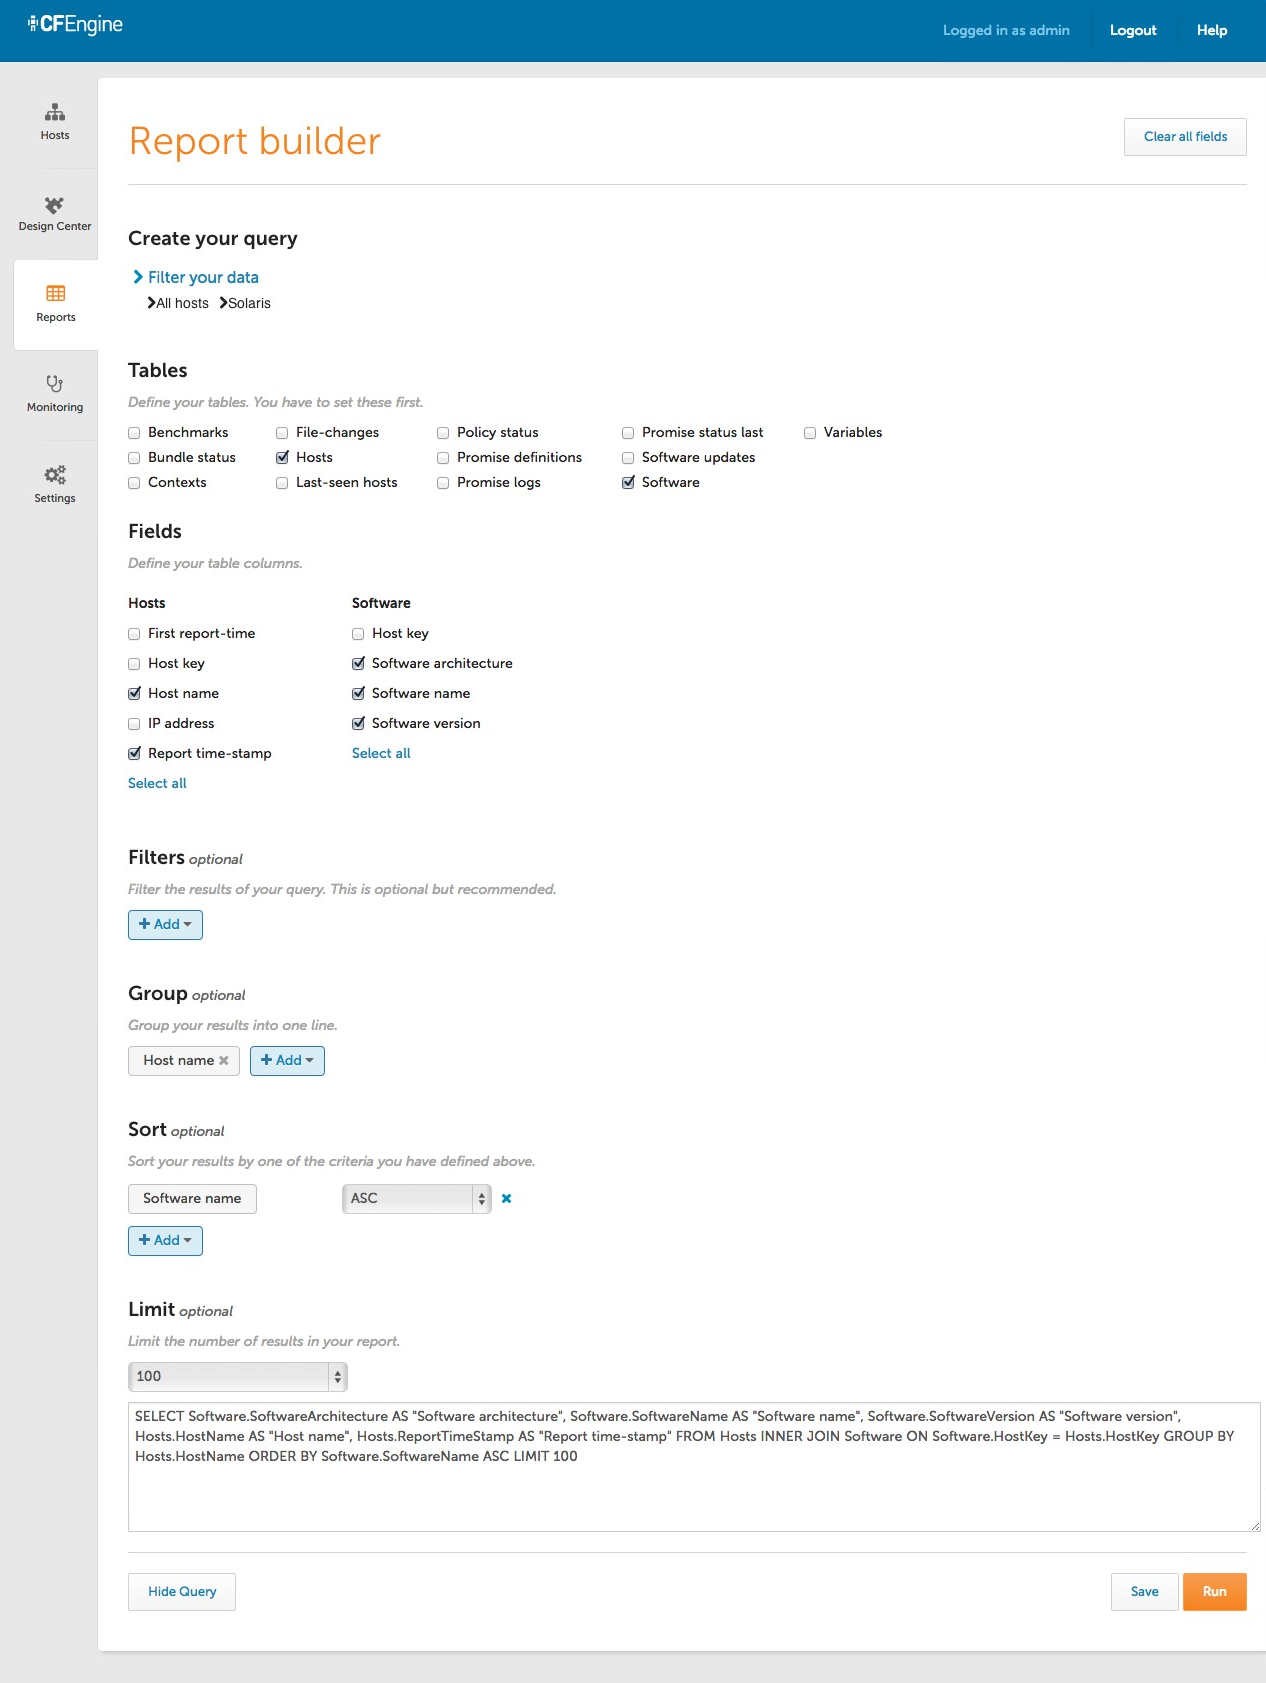 CFEngine
Logged in as admin Logout Help
Hosts
Design Center
Reports
Monitoring
Settings
Report builder
Clear all fields
Create your query
Filter your data
All hosts Solaris
Tables
Define your tables. You have to set these first.
Benchmarks File-changes Policy status Promise status last Variables
Bundle status Hosts Promise definitions Software updates
Contexts Last-seen hosts Promise logs Software
Fields
Define your table columns.
Hosts Software
First report-time Host key
Host key Software architecture
Host name Software name
IP address Software version
Report time-stamp Select all
Select all
Filters optional
Filter the results of your query. This is optional but recommended.
+ Add
Group optional
Group your results into one line.
Host name + Add
Sort optional
Sort your results by one of the criteria you have defined above.
Software name ASC
+ Add
Limit optional
Limit the number of results in your report.
100
SELECT Software.SoftwareArchitecture AS "Software architecture", Software.SoftwareName AS "Software name", Software.SoftwareVersion AS "Software version",
Hosts.HostName AS "Host name", Hosts.ReportTimeStamp AS "Report time-stamp" FROM Hosts INNER JOIN Software ON Software.HostKey = Hosts.HostKey GROUP BY
Hosts.HostName ORDER BY Software.SoftwareName ASC LIMIT 100
Hide Query Save Run